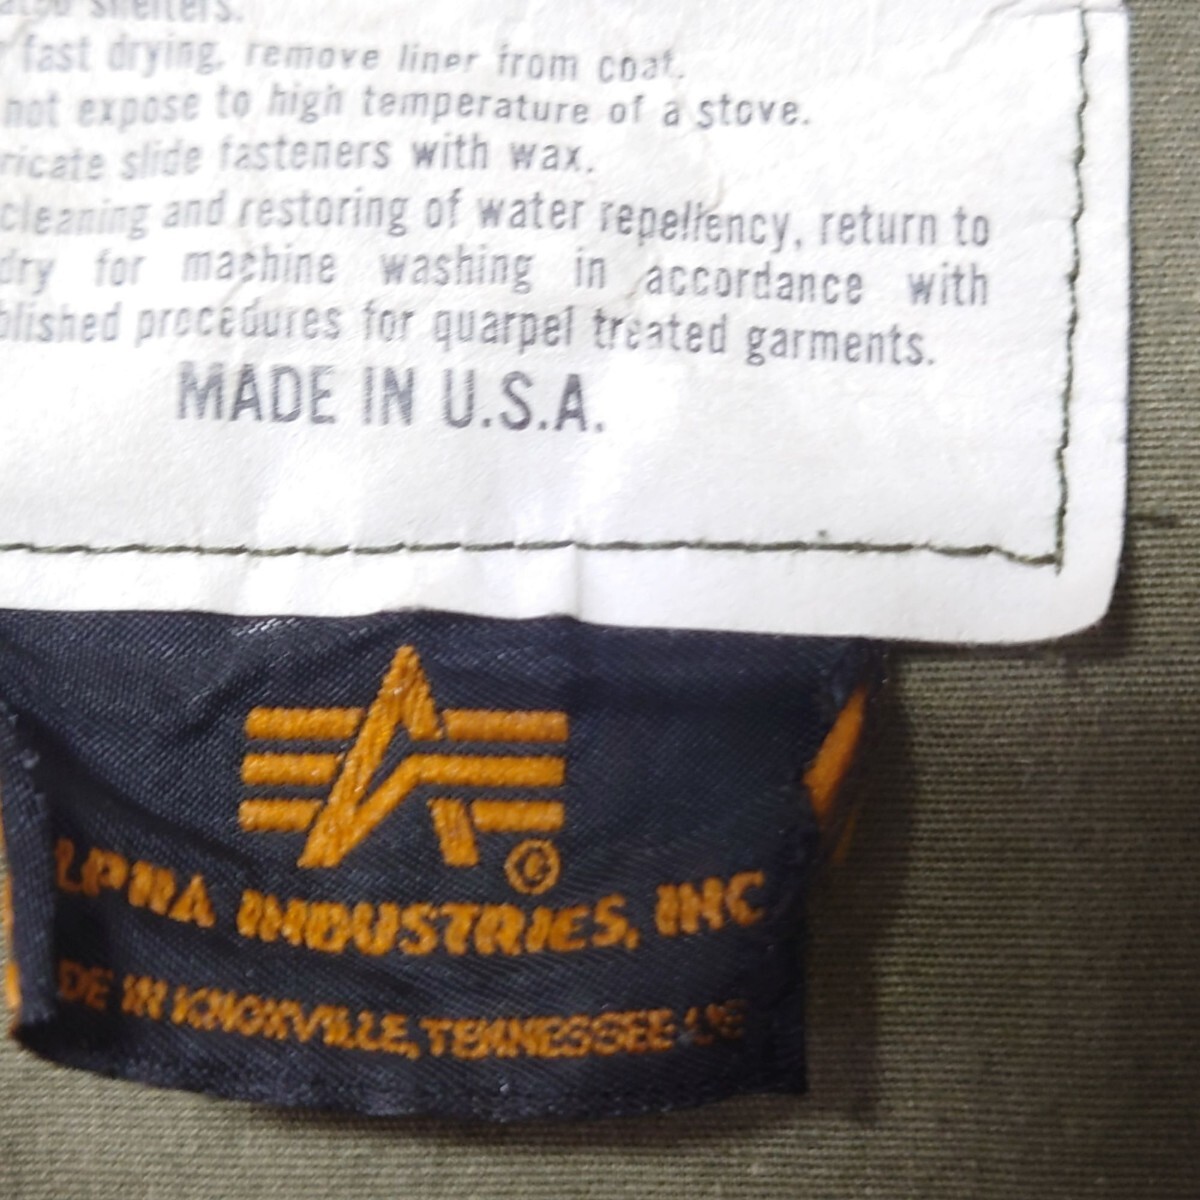 shelters.
fast drying, remove liner from coat.
not expose to high temperature of a stove.
ricate slide fasteners with wax.
cleaning and restoring of water repellency, return to
dry for machine washing in accordance with
blished procedures for quarpel treated garments.
MADE IN U.S.A.
LPHA INDUSTRIES, INC
DE IN KNOXVILLE, TENNESSEE US